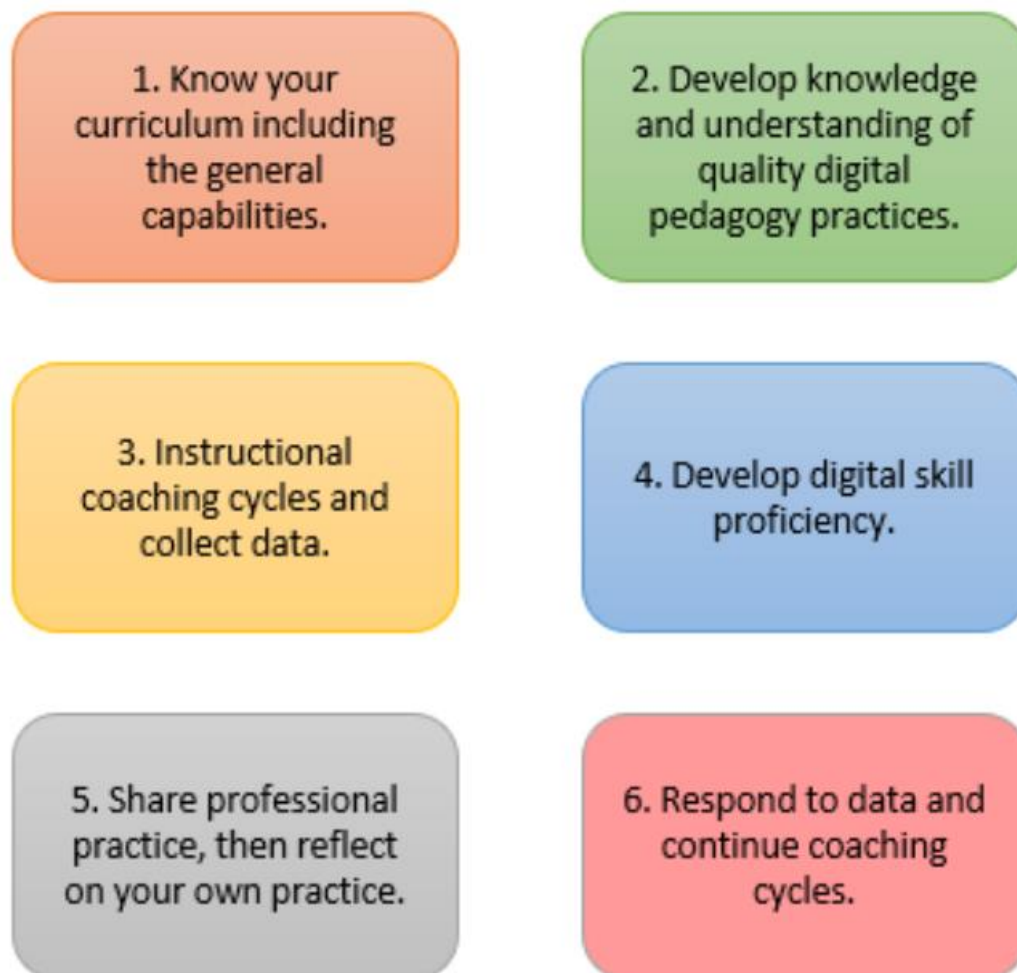 1. Know your
curriculum including
the general
capabilities.
2. Develop knowledge
and understanding of
quality digital
pedagogy practices.
3. Instructional
coaching cycles and
collect data.
4. Develop digital skill
proficiency.
5. Share professional
practice, then reflect
on your own practice.
6. Respond to data and
continue coaching
cycles.